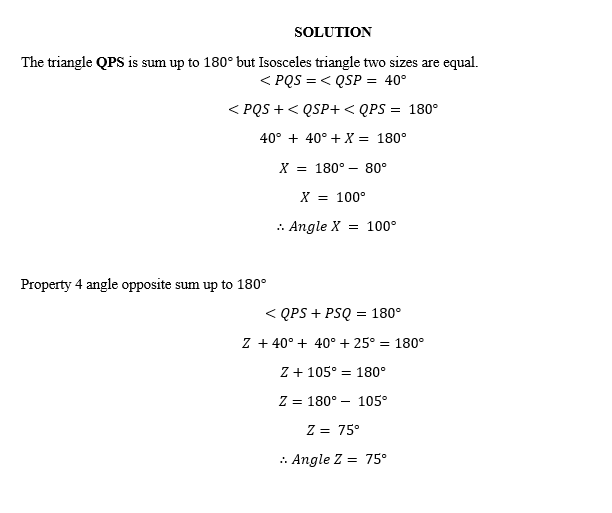 SOLUTION
The triangle QPS is sum up to 180° but Isosceles triangle two sizes are equal.
< PQS = < QSP = 40°
< PQS + < QSP+ < QPS = 180°
40° + 40° + X = 180°
X = 180° − 80°
X = 100°
∴ Angle X = 100°
Property 4 angle opposite sum up to 180°
< QPS + PSQ = 180°
Z + 40° + 40° + 25° = 180°
Z + 105° = 180°
Z = 180° − 105°
Z = 75°
∴ Angle Z = 75°